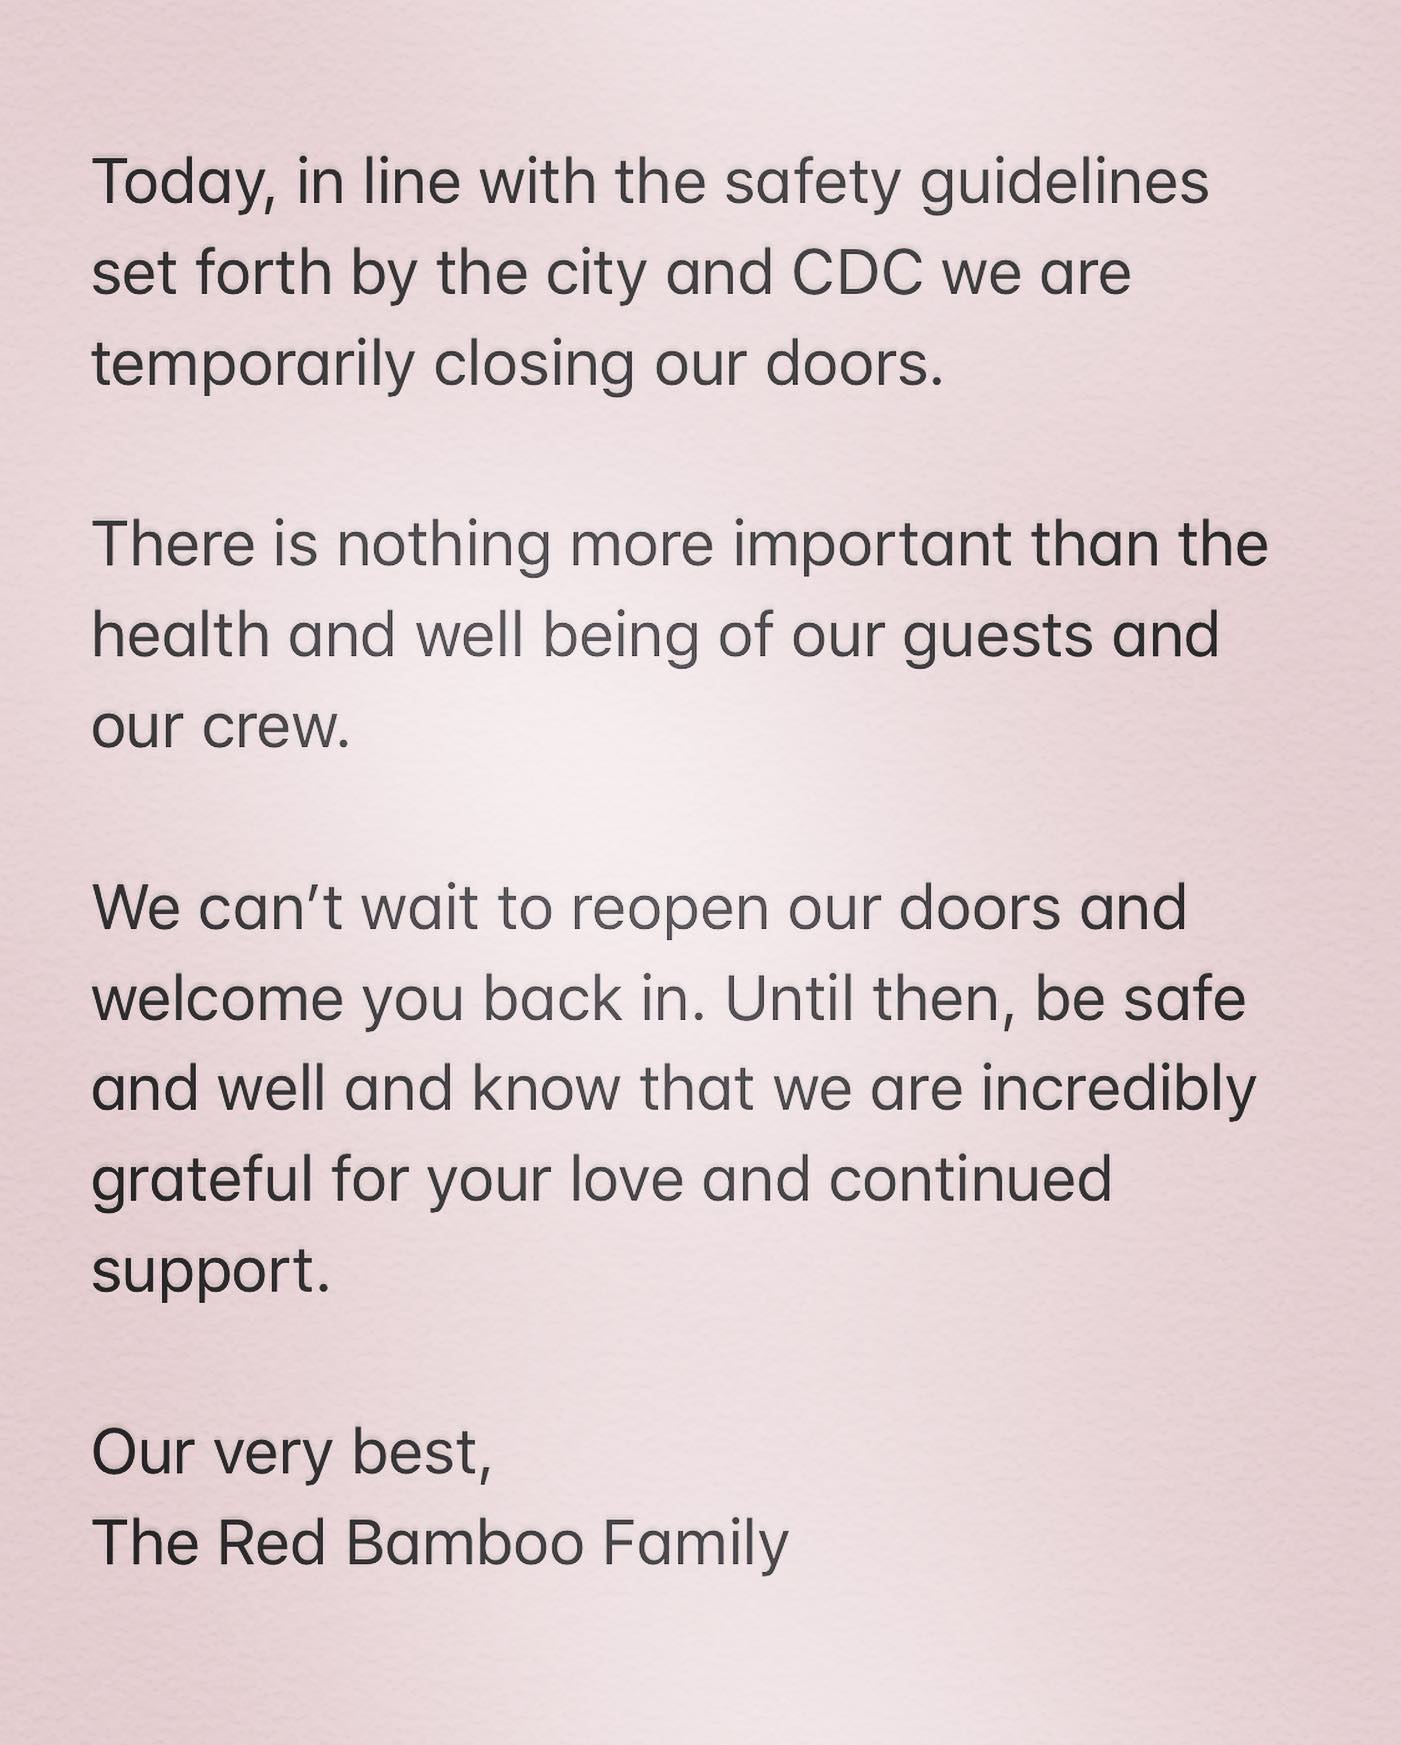 Today, in line with the safety guidelines
set forth by the city and CDC we are
temporarily closing our doors.
There is nothing more important than the
health and well being of our guests and
our crew.
We can’t wait to reopen our doors and
welcome you back in. Until then, be safe
and well and know that we are incredibly
grateful for your love and continued
support.
Our very best,
The Red Bamboo Family